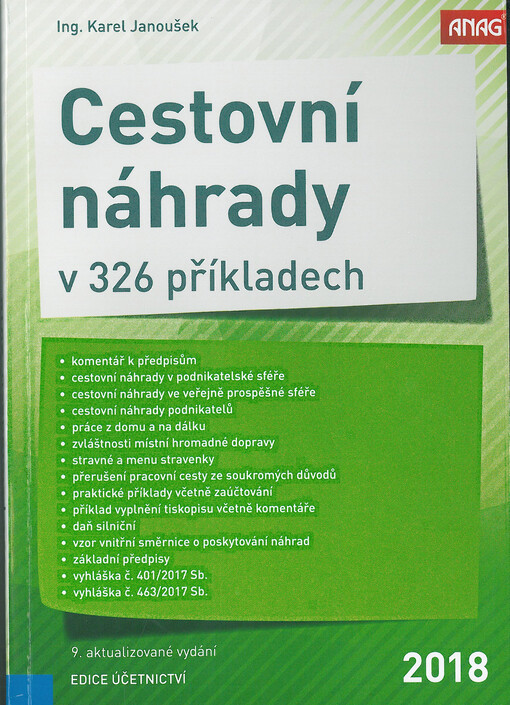 Ing. Karel Janoušek
ANAG®
Cestovní
náhrady
v 326 příkladech
• komentář k předpisům
• cestovní náhrady v podnikatelské sféře
• cestovní náhrady ve veřejně prospěšné sféře
• cestovní náhrady podnikatelů
• práce z domu a na dálku
• zvláštnosti místní hromadné dopravy
• stravné a menu stravenky
• přerušení pracovní cesty ze soukromých důvodů
• praktické příklady včetně zaúčtování
• příklad vyplnění tiskopisu včetně komentáře
• daň silniční
• vzor vnitřní směrnice o poskytování náhrad
• základní předpisy
• vyhláška č. 401/2017 Sb.
• vyhláška č. 463/2017 Sb.
9. aktualizované vydání
EDICE ÚČETNICTVÍ
2018